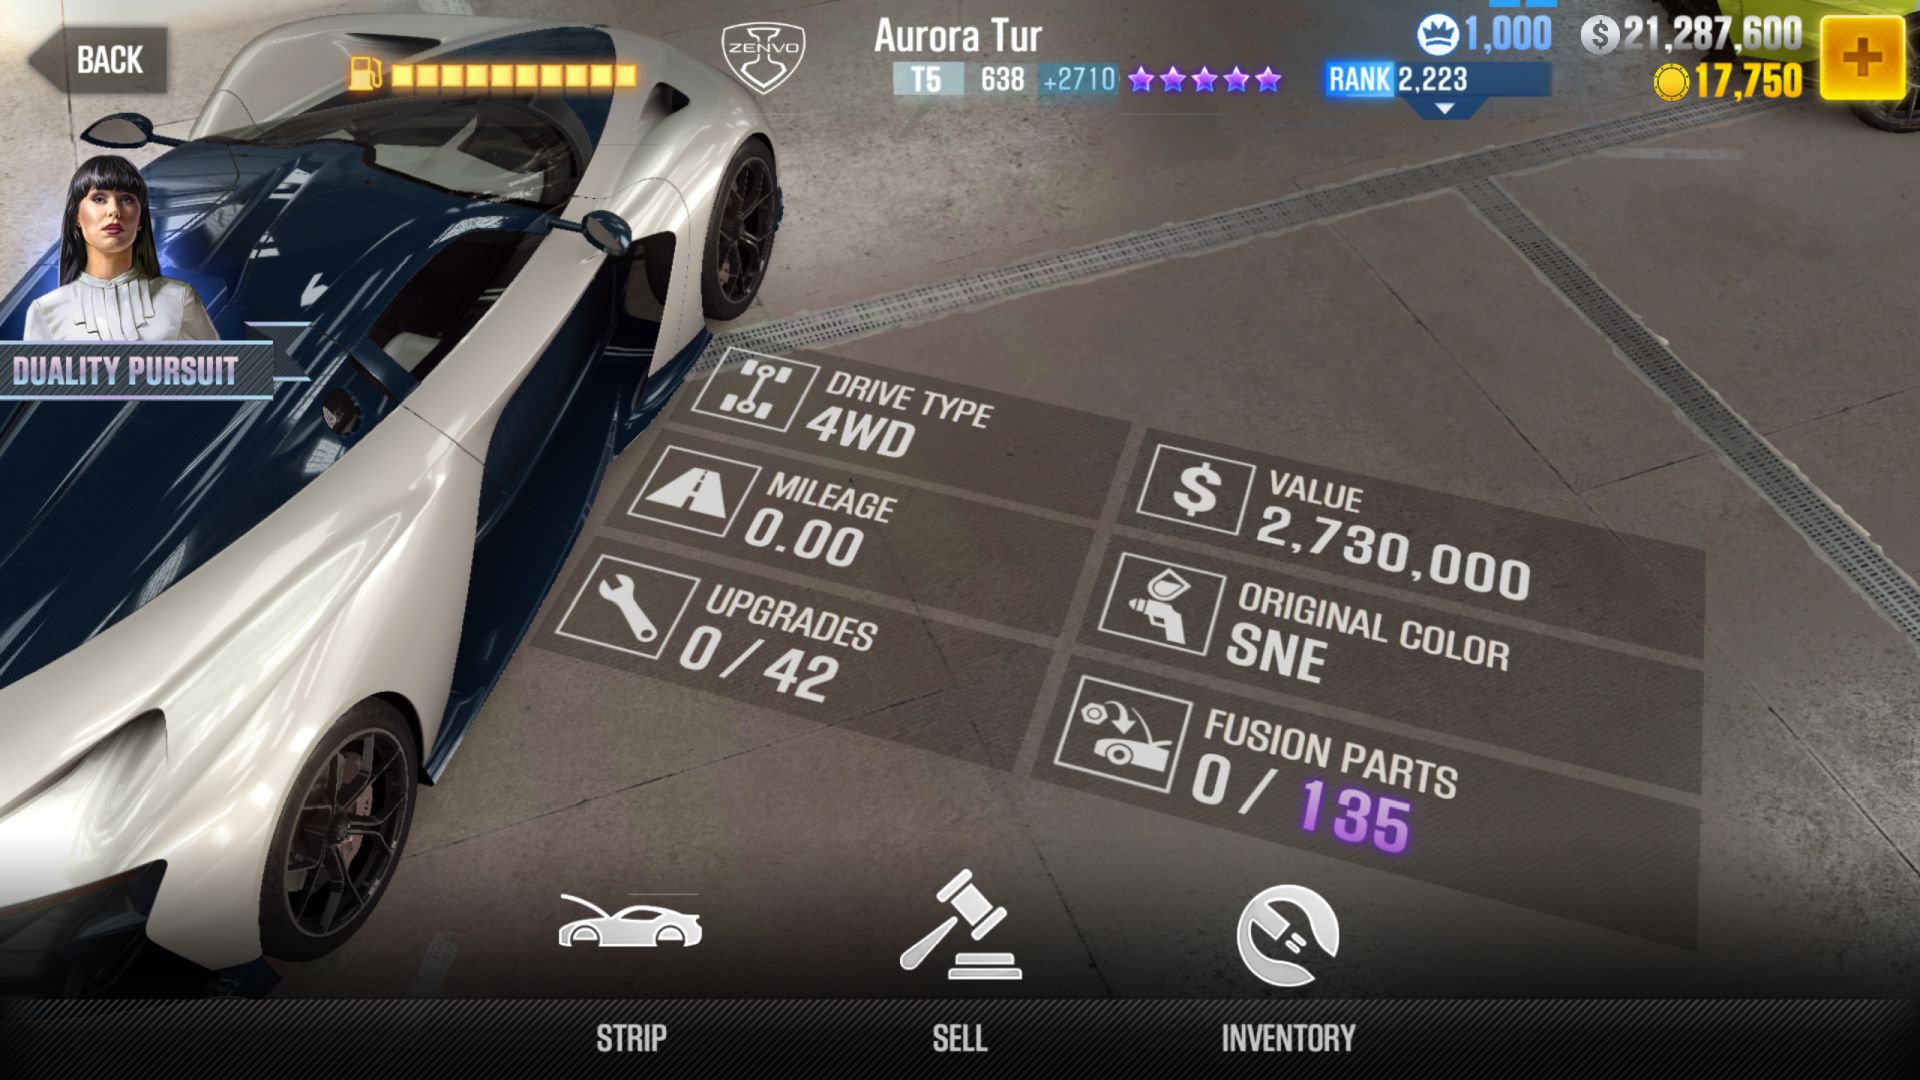 BACK
ZENVO
Aurora Tur
T5 638 +2710
RANK 2,223
1,000
21,287,600
17,750
DUALITY PURSUIT
DRIVE TYPE
4WD
MILEAGE
0.00
UPGRADES
0 / 42
VALUE
2,730,000
ORIGINAL COLOR
SNE
FUSION PARTS
0 / 135
STRIP
SELL
INVENTORY